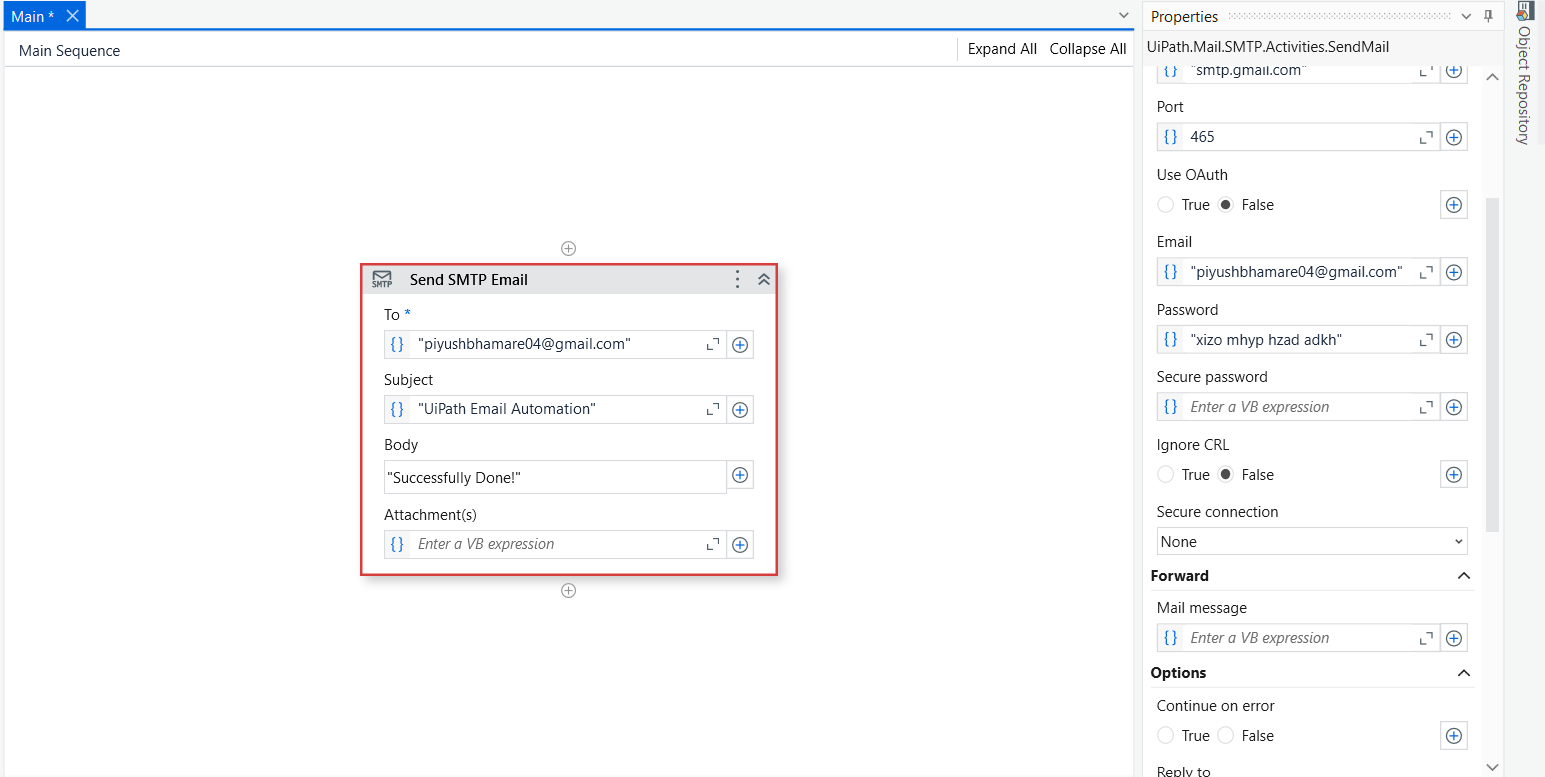 Main *
Main Sequence
Expand All
Collapse All
SMTP
Send SMTP Email
To *
"piyushbhamare04@gmail.com"
Subject
"UiPath Email Automation"
Body
"Successfully Done!"
Attachment(s)
Enter a VB expression
Properties
UiPath.Mail.SMTP.Activities.SendMail
"smtp.gmail.com"
Port
465
Use OAuth
True False
Email
"piyushbhamare04@gmail.com"
Password
"xizo mhyp hzad adkh"
Secure password
Enter a VB expression
Ignore CRL
True False
Secure connection
None
Forward
Mail message
Enter a VB expression
Options
Continue on error
True False
Reply to
Object Repository